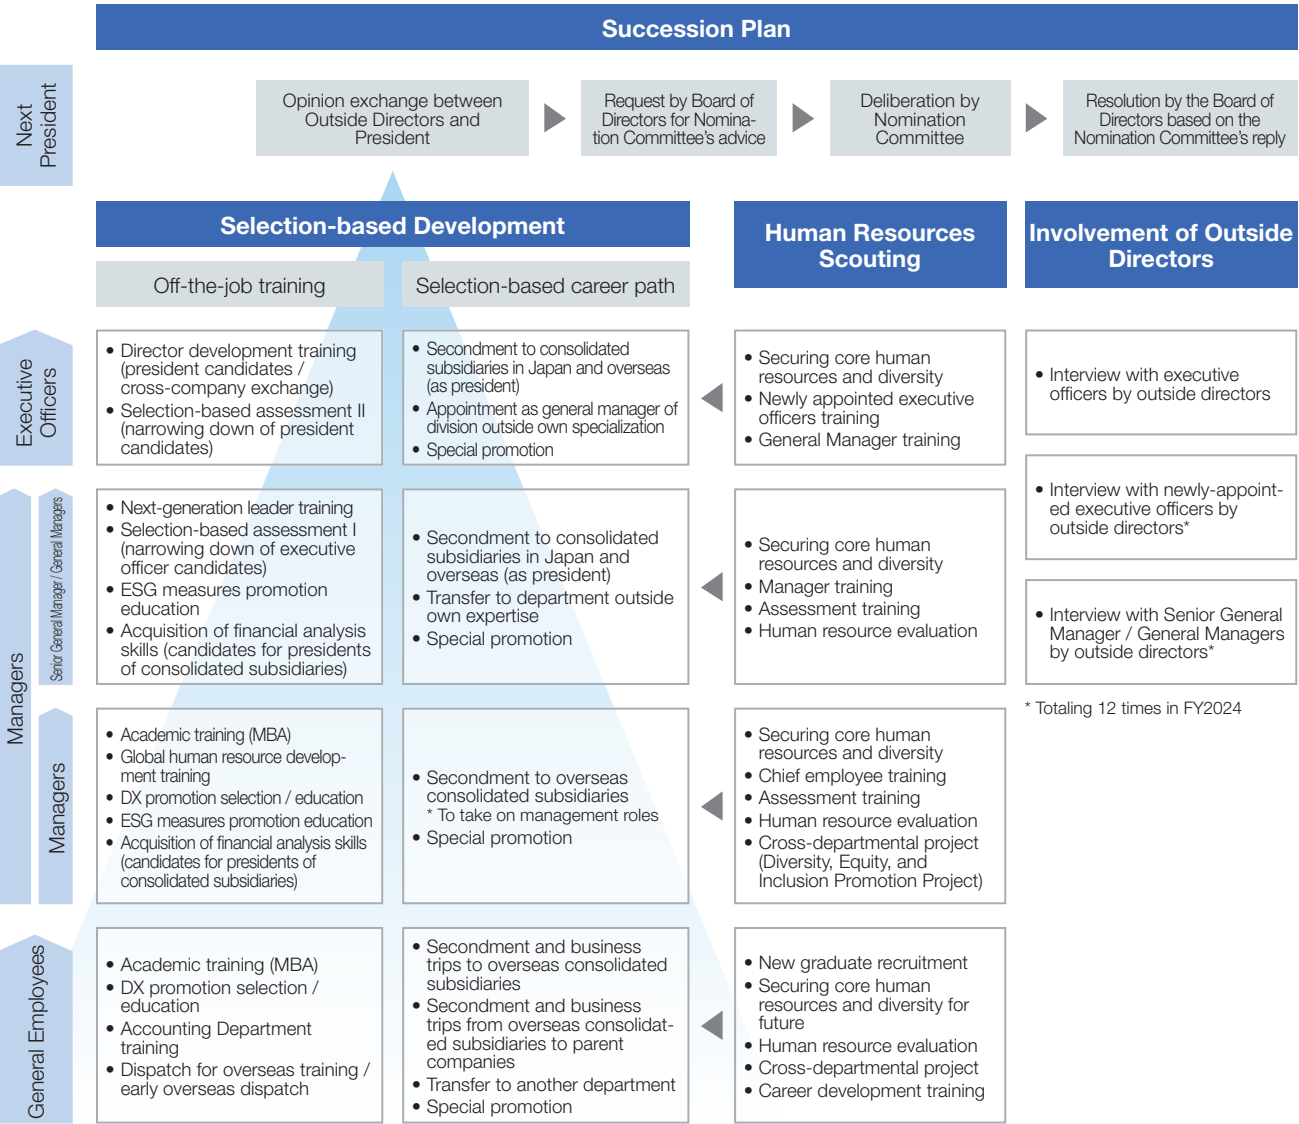 Succession Plan
Next
President
Opinion exchange between
Outside Directors and
President
Request by Board of
Directors for Nomina-
tion Committee's advice
Deliberation by
Nomination
Committee
Resolution by the Board of
Directors based on the
Nomination Committee's reply
Selection-based Development
Off-the-job training
Selection-based career path
Human Resources
Scouting
Involvement of Outside
Directors
Executive
Officers
• Director development training
(president candidates /
cross-company exchange)
• Selection-based assessment II
(narrowing down of president
candidates)
• Secondment to consolidated
subsidiaries in Japan and overseas
(as president)
• Appointment as general manager of
division outside own specialization
• Special promotion
• Securing core human
resources and diversity
• Newly appointed executive
officers training
• General Manager training
• Interview with executive
officers by outside directors
• Interview with newly-appoint-
ed executive officers by
outside directors*
• Interview with Senior General
Manager / General Managers
by outside directors*
* Totaling 12 times in FY2024
Managers
Senior General Manager / General Managers
• Next-generation leader training
• Selection-based assessment I
(narrowing down of executive
officer candidates)
• ESG measures promotion
education
• Acquisition of financial analysis
skills (candidates for presidents
of consolidated subsidiaries)
• Secondment to consolidated
subsidiaries in Japan and
overseas (as president)
• Transfer to department outside
own expertise
• Special promotion
• Securing core human
resources and diversity
• Manager training
• Assessment training
• Human resource evaluation
Managers
• Academic training (MBA)
• Global human resource develop-
ment training
• DX promotion selection / education
• ESG measures promotion education
• Acquisition of financial analysis skills
(candidates for presidents of
consolidated subsidiaries)
• Secondment to overseas
consolidated subsidiaries
* To take on management roles
• Special promotion
• Securing core human
resources and diversity
• Chief employee training
• Assessment training
• Human resource evaluation
• Cross-departmental project
(Diversity, Equity, and
Inclusion Promotion Project)
General Employees
• Academic training (MBA)
• DX promotion selection /
education
• Accounting Department
training
• Dispatch for overseas training /
early overseas dispatch
• Secondment and business
trips to overseas consolidated
subsidiaries
• Secondment and business
trips from overseas consolidat-
ed subsidiaries to parent
companies
• Transfer to another department
• Special promotion
• New graduate recruitment
• Securing core human
resources and diversity for
future
• Human resource evaluation
• Cross-departmental project
• Career development training